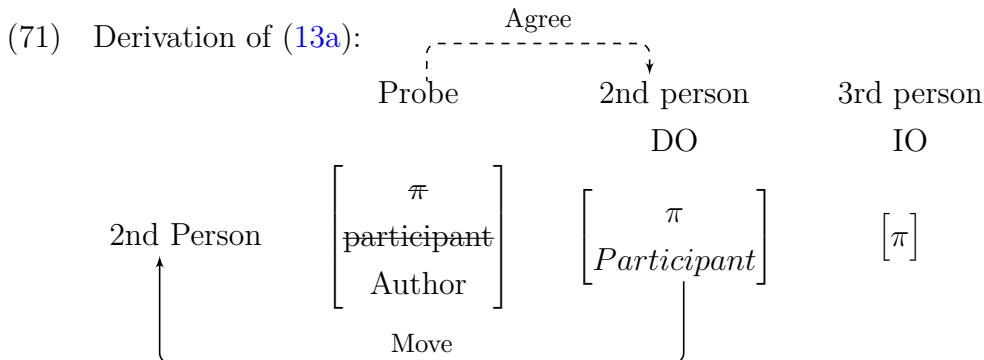 (71) Derivation of (13a):
Agree
Probe 2nd person 3rd person
DO IO
π
participant
Author
2nd Person
π
Participant
[π]
Move